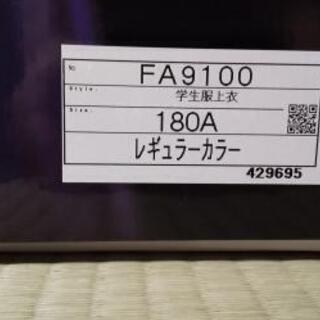 No
FA9100
Style.
学生服上衣
Size.
180A
レギュラーカラー
429695